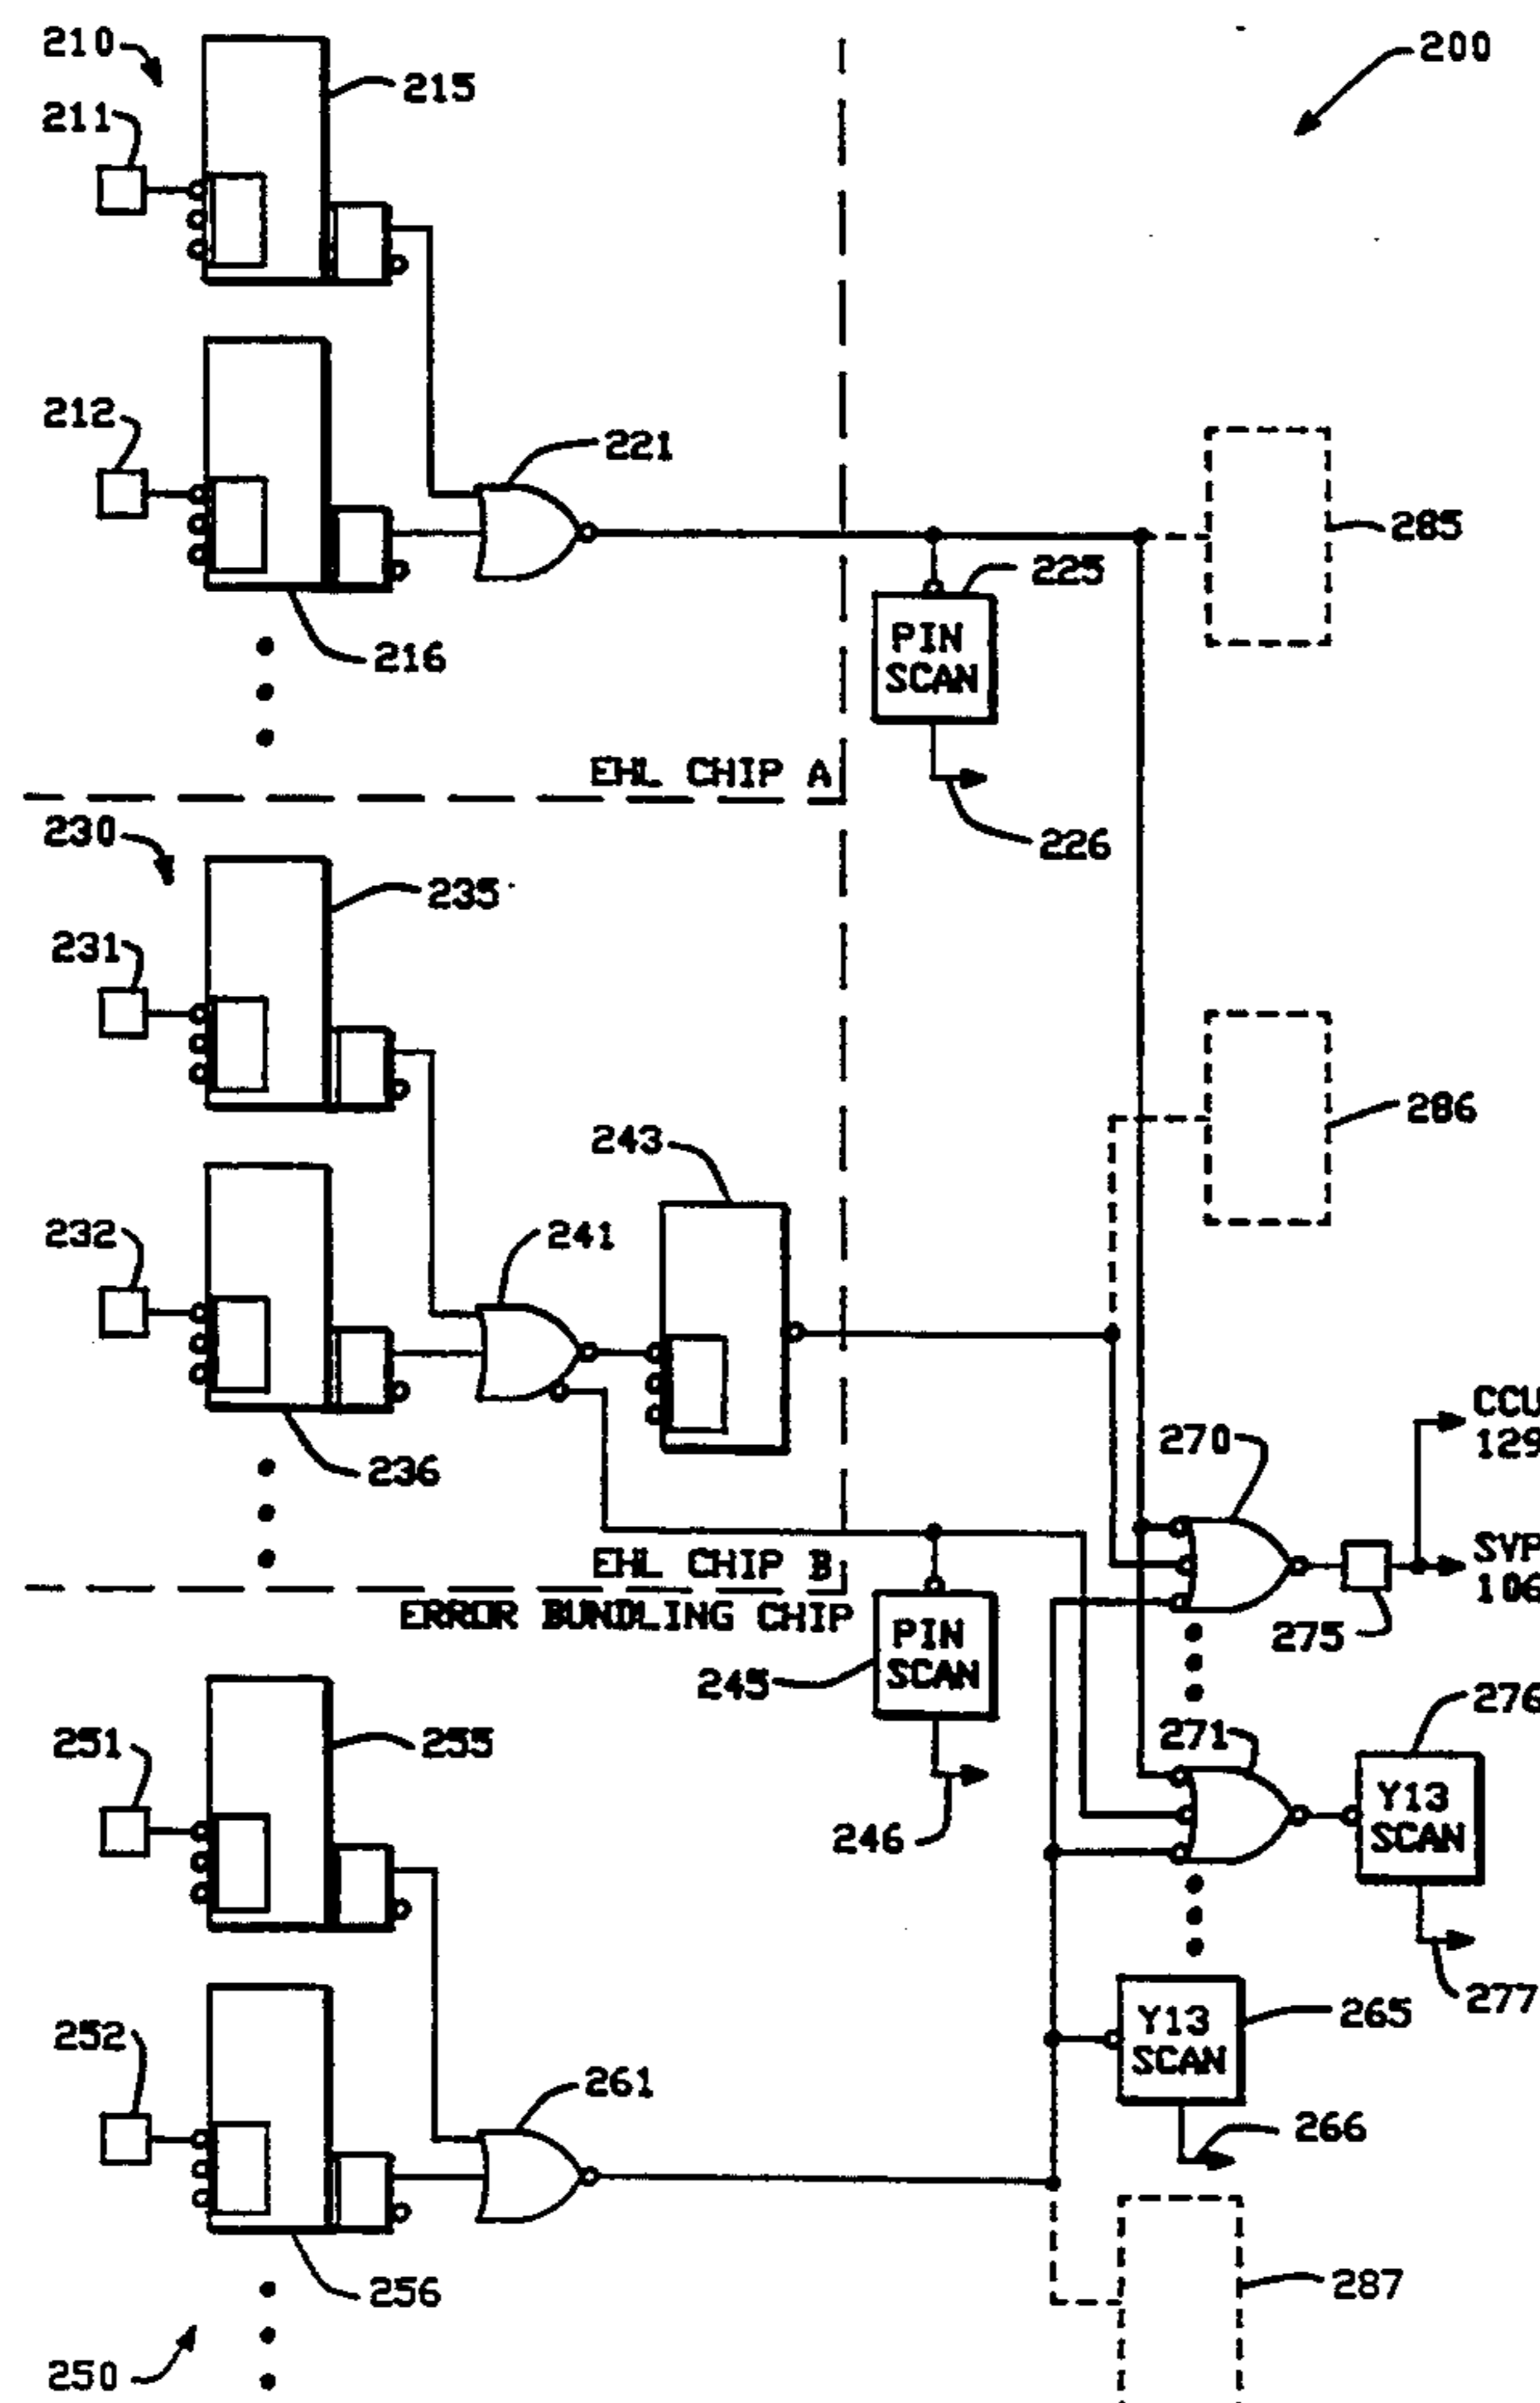 210
215
200
211
212
221
285
225
PIN
SCAN
216
EHL CHIP A
226
230
235
231
286
243
232
241
270
CCU
129
236
SVP
106
EHL CHIP B
ERROR BUNDLING CHIP
275
PIN
SCAN
245
276
251
255
271
Y13
SCAN
246
277
252
Y13
SCAN
265
261
266
256
287
250